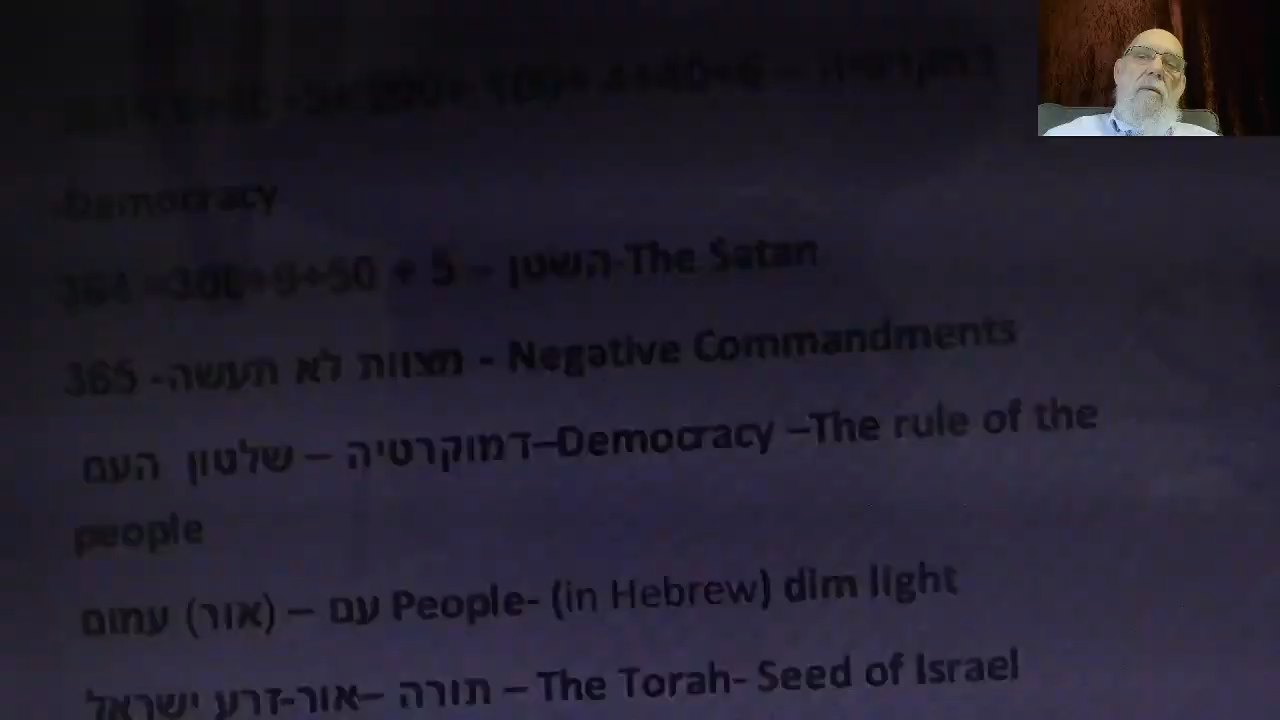 Democracy
364 =300+9+50 + 5 – השטן-The Satan
365 -מצוות לא תעשה - Negative Commandments
דמוקרטיה – שלטון העם–Democracy –The rule of the
people
עם – (אור) עמום People- (in Hebrew) dim light
תורה –אור-זרע ישראל – The Torah- Seed of Israel